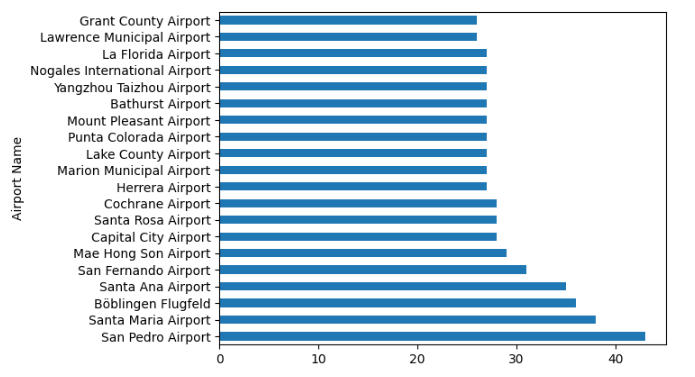 Grant County Airport
Lawrence Municipal Airport
La Florida Airport
Nogales International Airport
Yangzhou Taizhou Airport
Bathurst Airport
Mount Pleasant Airport
Punta Colorada Airport
Lake County Airport
Marion Municipal Airport
Herrera Airport
Cochrane Airport
Santa Rosa Airport
Capital City Airport
Mae Hong Son Airport
San Fernando Airport
Santa Ana Airport
Böblingen Flugfeld
Santa Maria Airport
San Pedro Airport
Airport Name
0 10 20 30 40